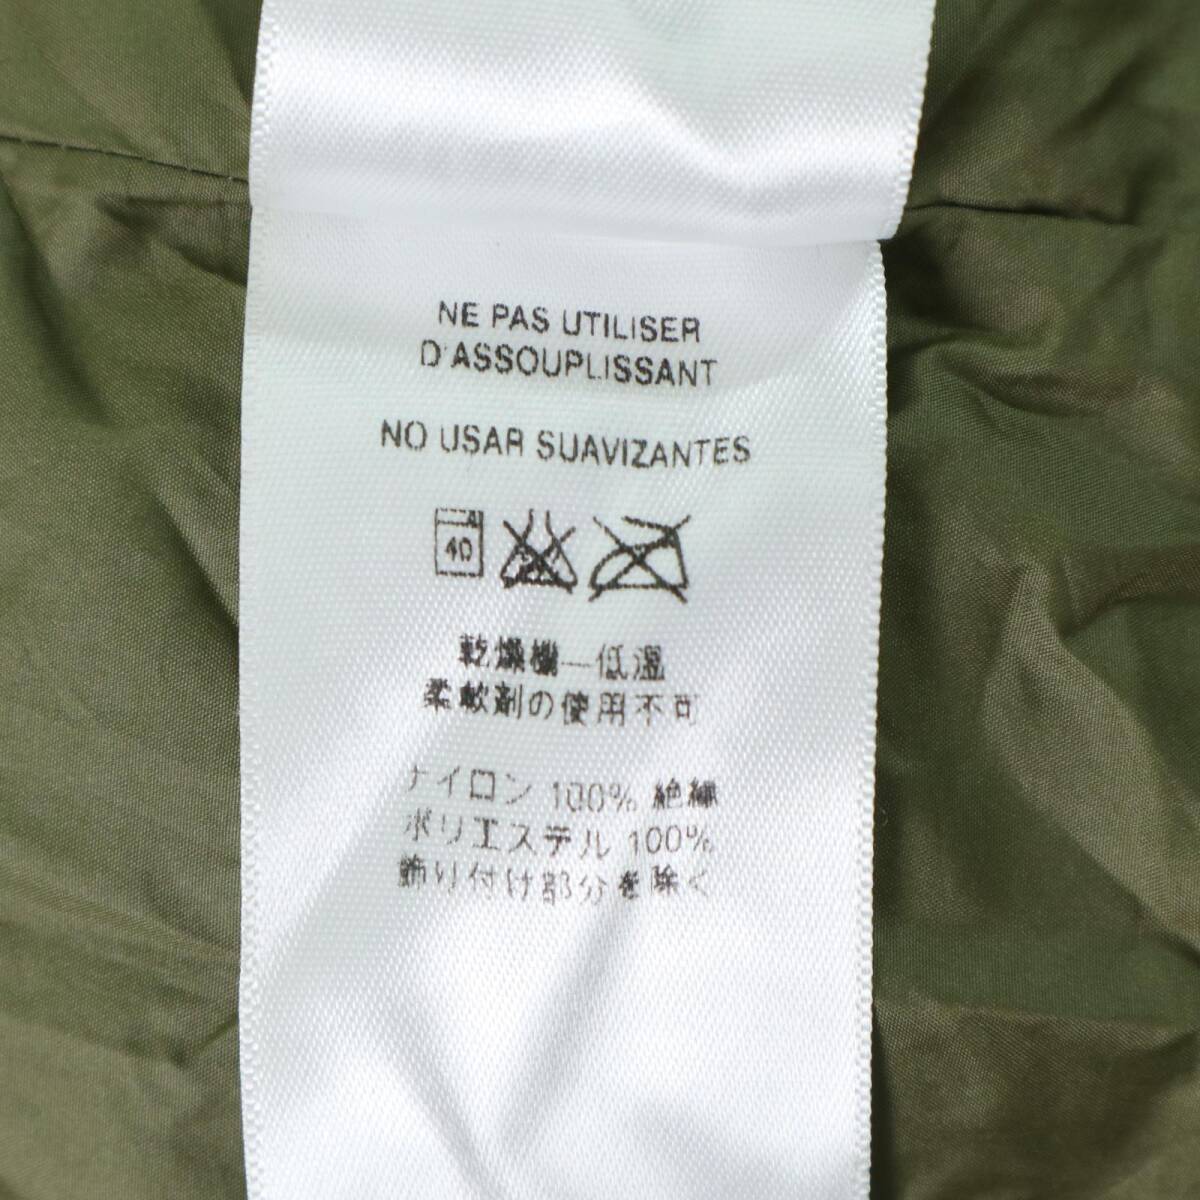 NE PAS UTILISER
D'ASSOUPLISSANT
NO USAR SUAVIZANTES
40
乾燥機—低温
柔軟剤の使用不可
ナイロン 100% 絶縁
ポリエステル 100%
飾り付け部分を除く